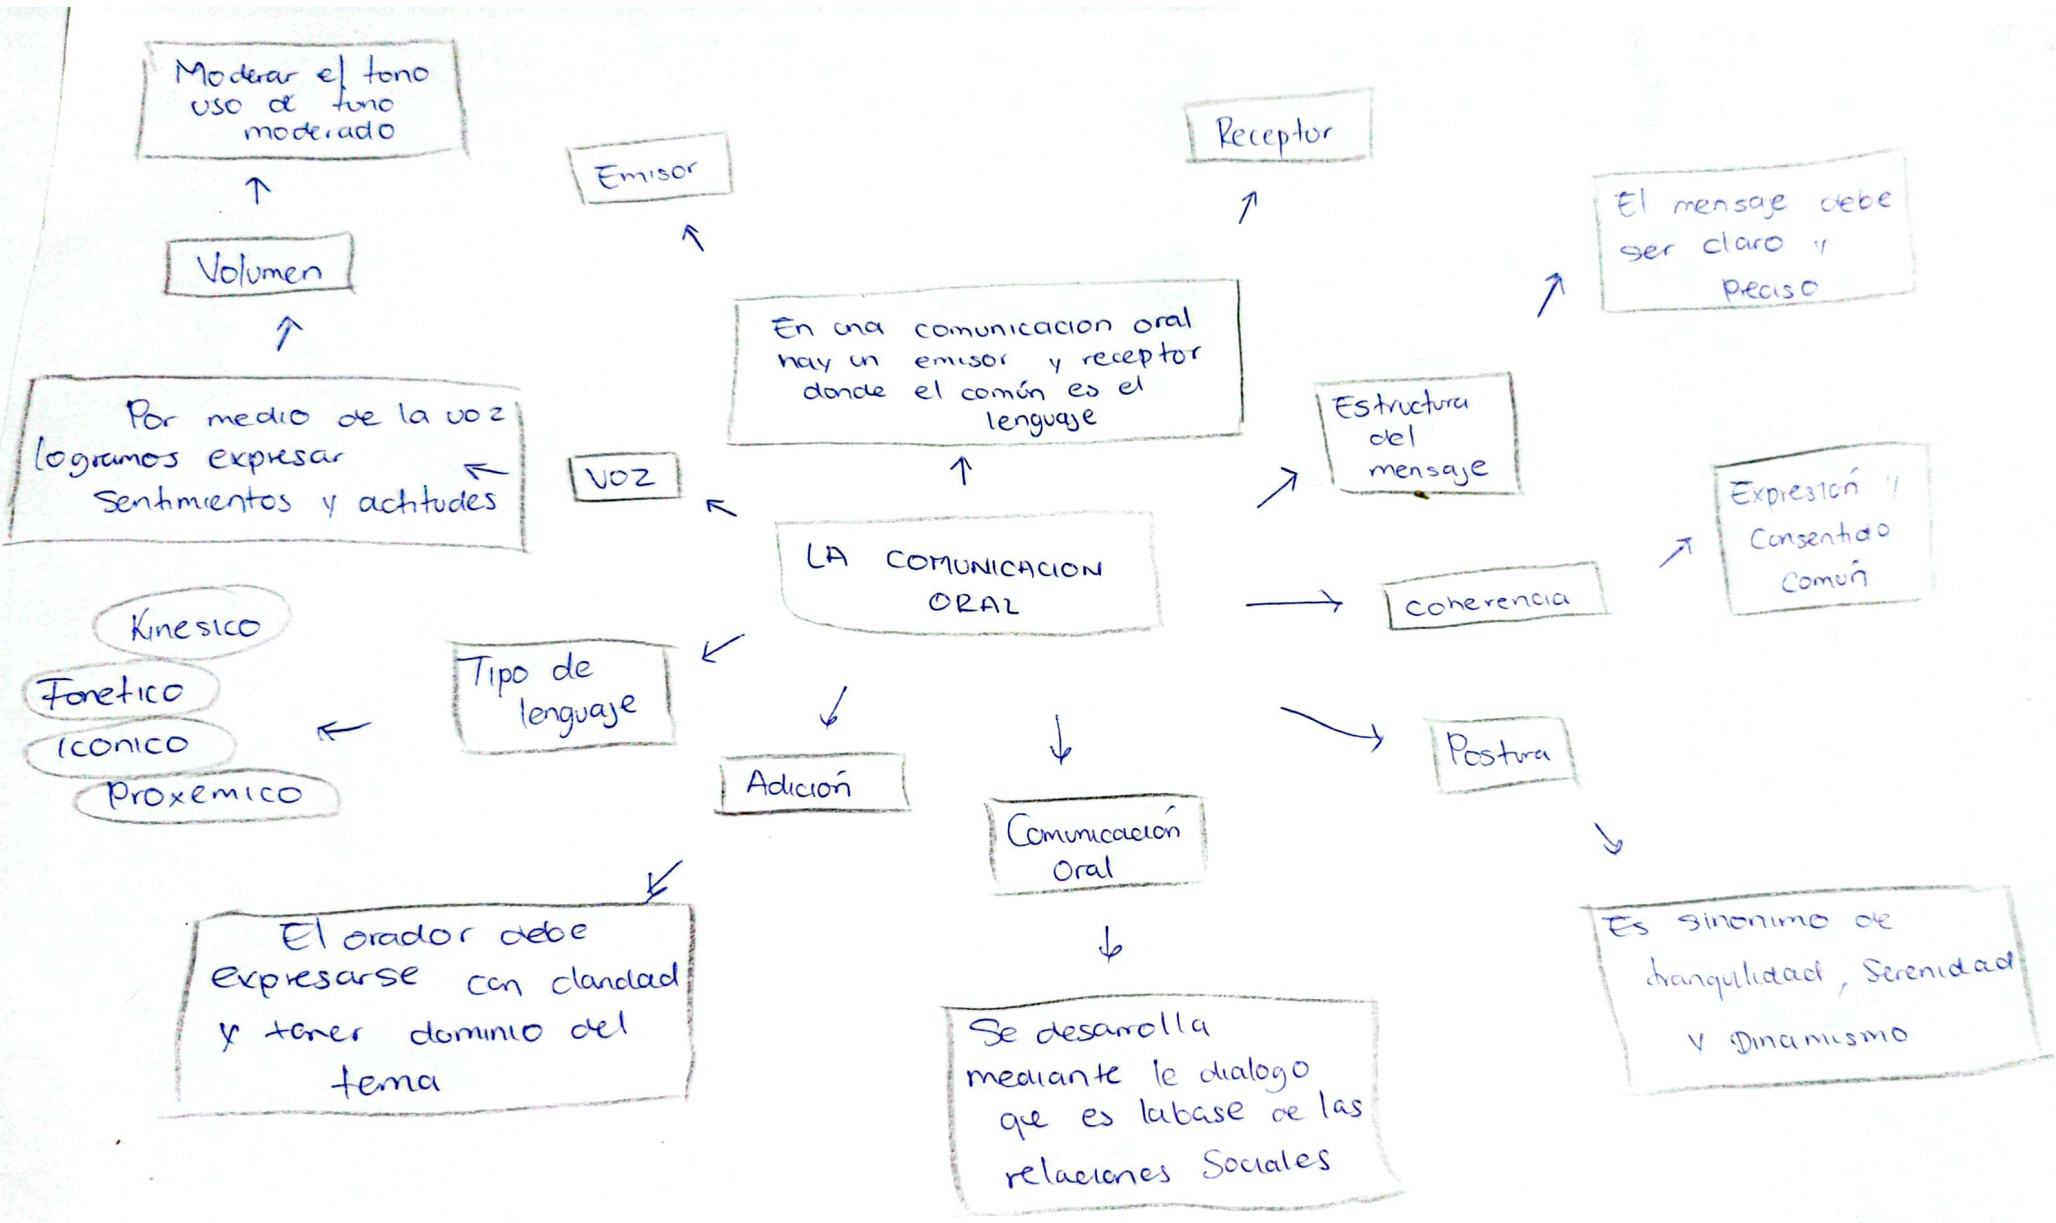 Moderar el tono
uso de tono
moderado
Volumen
Por medio de la voz
logramos expresar
sentimientos y actitudes
voz
Emisor
Receptor
En una comunicacion oral
hay un emisor y receptor
donde el común es el
lenguaje
LA COMUNICACION
ORAL
El mensaje debe
ser claro y
preciso
Estructura
del
mensaje
Expresión y
Consentido
Común
coherencia
Postura
Es sinonimo de
tranquilidad, Serenidad
y Dinamismo
Kinesico
Fonetico
Iconico
Proxemico
Tipo de
lenguaje
Adición
El orador debe
expresarse con claridad
y tener dominio del
tema
Comunicación
Oral
Se desarrolla
mediante le dialogo
que es labase de las
relaciones Sociales